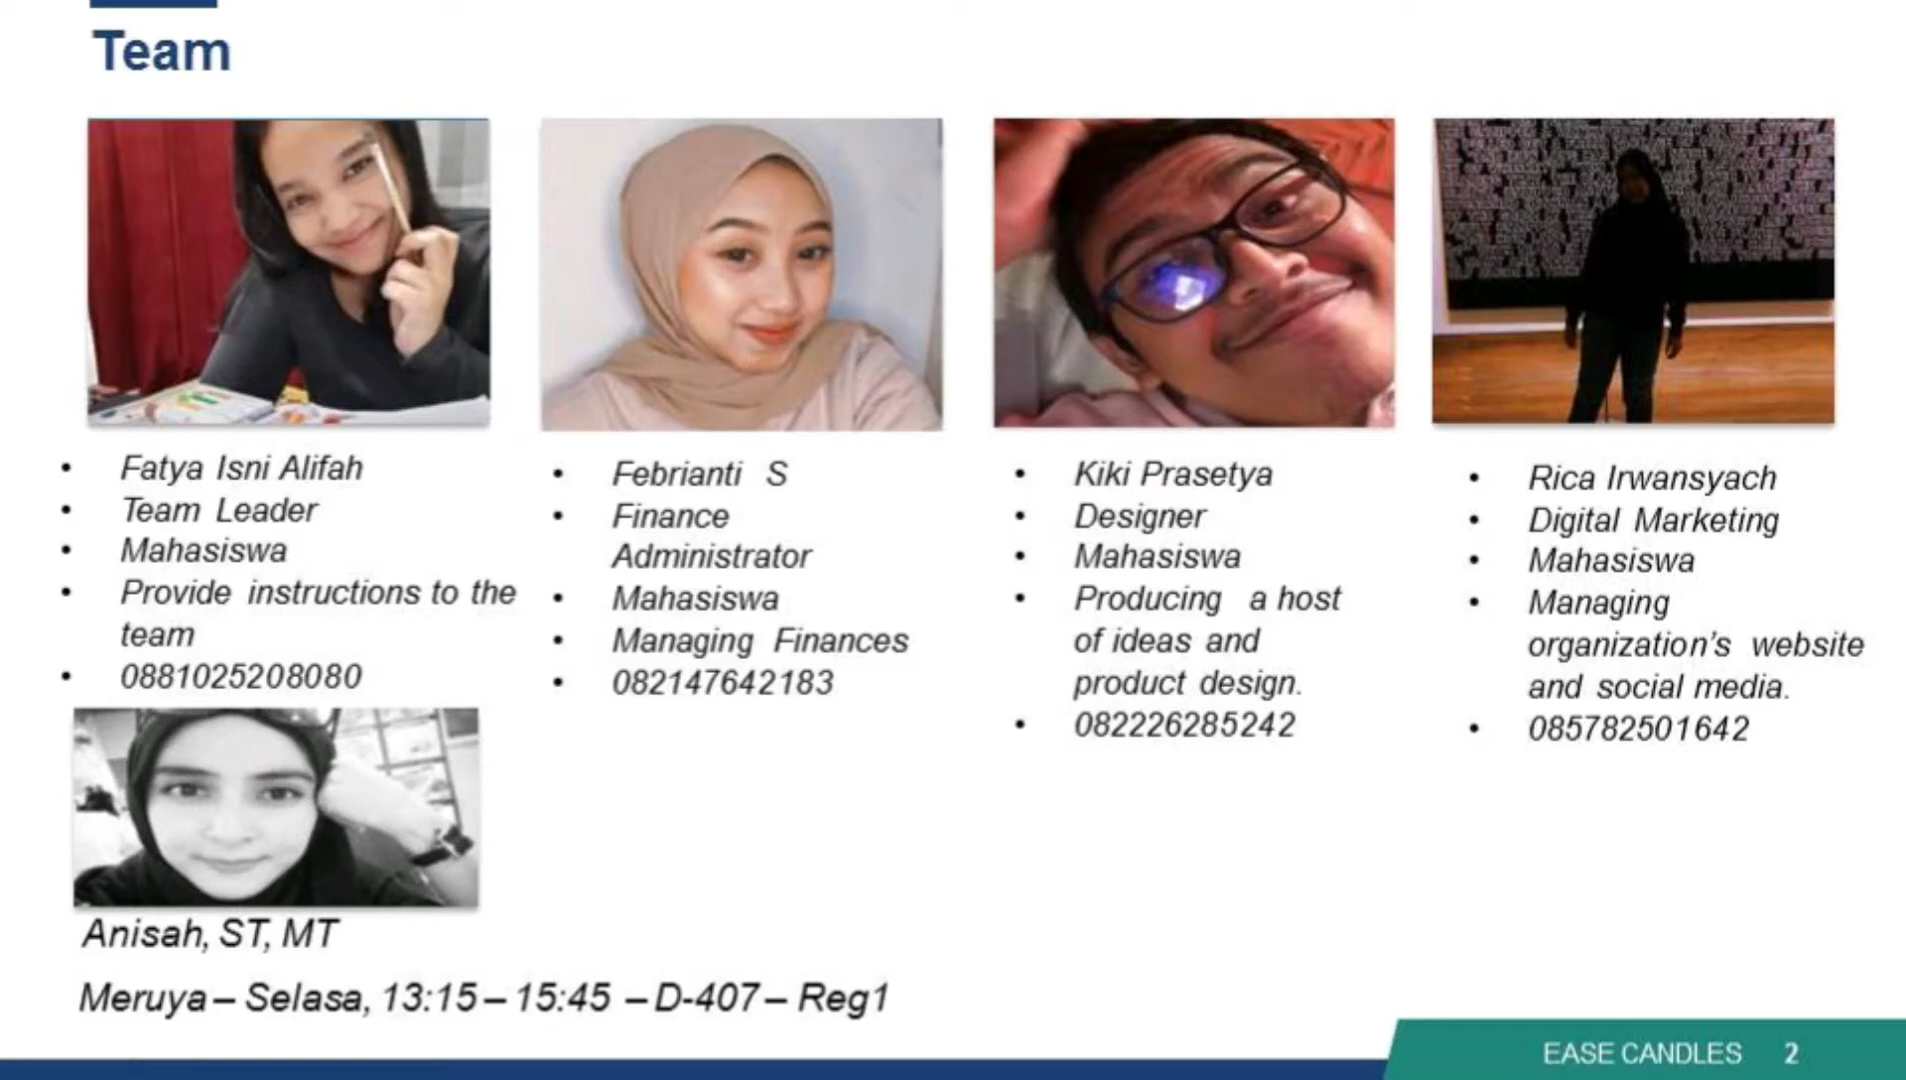 Team
• Fatya Isni Alifah
• Team Leader
• Mahasiswa
• Provide instructions to the
team
• 0881025208080
• Febrianti S
• Finance
Administrator
• Mahasiswa
• Managing Finances
• 082147642183
• Kiki Prasetya
• Designer
• Mahasiswa
• Producing a host
of ideas and
product design.
• 082226285242
• Rica Irwansyach
• Digital Marketing
• Mahasiswa
• Managing
organization's website
and social media.
• 085782501642
Anisah, ST, MT
Meruya – Selasa, 13:15 – 15:45 – D-407 – Reg1
EASE CANDLES 2